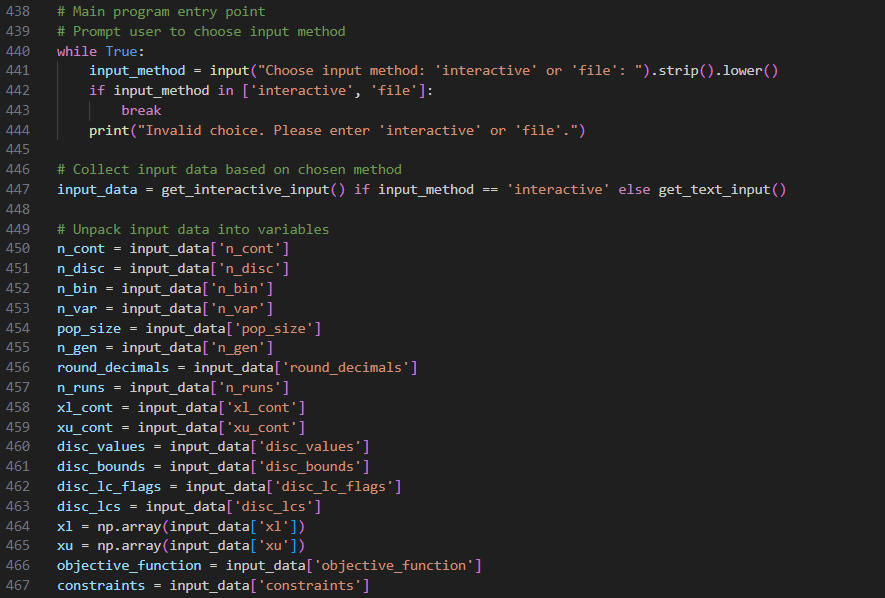 438 # Main program entry point
439 # Prompt user to choose input method
440 while True:
441     input_method = input("Choose input method: 'interactive' or 'file': ").strip().lower()
442     if input_method in ['interactive', 'file']:
443         break
444     print("Invalid choice. Please enter 'interactive' or 'file'.")
445
446 # Collect input data based on chosen method
447 input_data = get_interactive_input() if input_method == 'interactive' else get_text_input()
448
449 # Unpack input data into variables
450 n_cont = input_data['n_cont']
451 n_disc = input_data['n_disc']
452 n_bin = input_data['n_bin']
453 n_var = input_data['n_var']
454 pop_size = input_data['pop_size']
455 n_gen = input_data['n_gen']
456 round_decimals = input_data['round_decimals']
457 n_runs = input_data['n_runs']
458 xl_cont = input_data['xl_cont']
459 xu_cont = input_data['xu_cont']
460 disc_values = input_data['disc_values']
461 disc_bounds = input_data['disc_bounds']
462 disc_lc_flags = input_data['disc_lc_flags']
463 disc_lcs = input_data['disc_lcs']
464 xl = np.array(input_data['xl'])
465 xu = np.array(input_data['xu'])
466 objective_function = input_data['objective_function']
467 constraints = input_data['constraints']